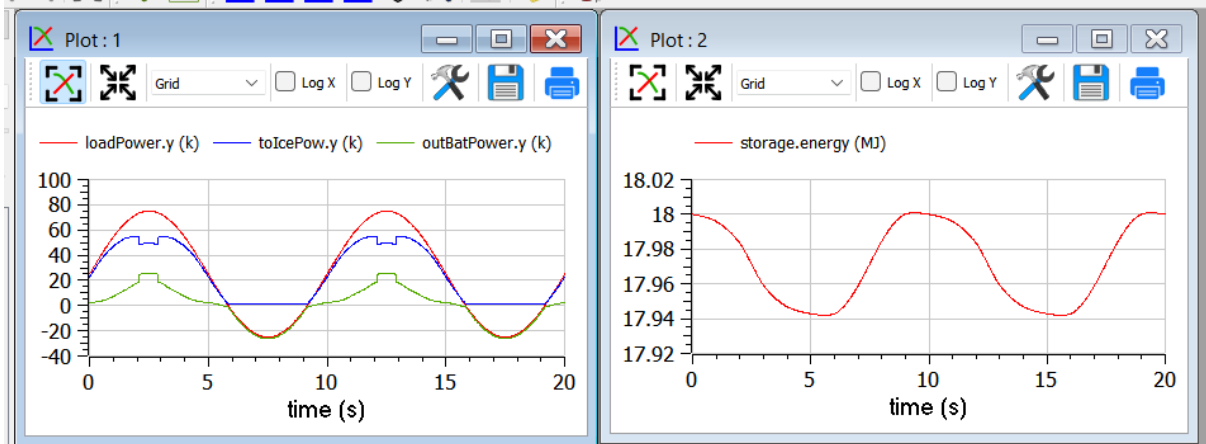 Plot : 1
Grid Log X Log Y
loadPower.y (k) toIcePow.y (k) outBatPower.y (k)
100
80
60
40
20
0
-20
-40
0 5 10 15 20
time (s)
Plot : 2
Grid Log X Log Y
storage.energy (MJ)
18.02
18
17.98
17.96
17.94
17.92
0 5 10 15 20
time (s)